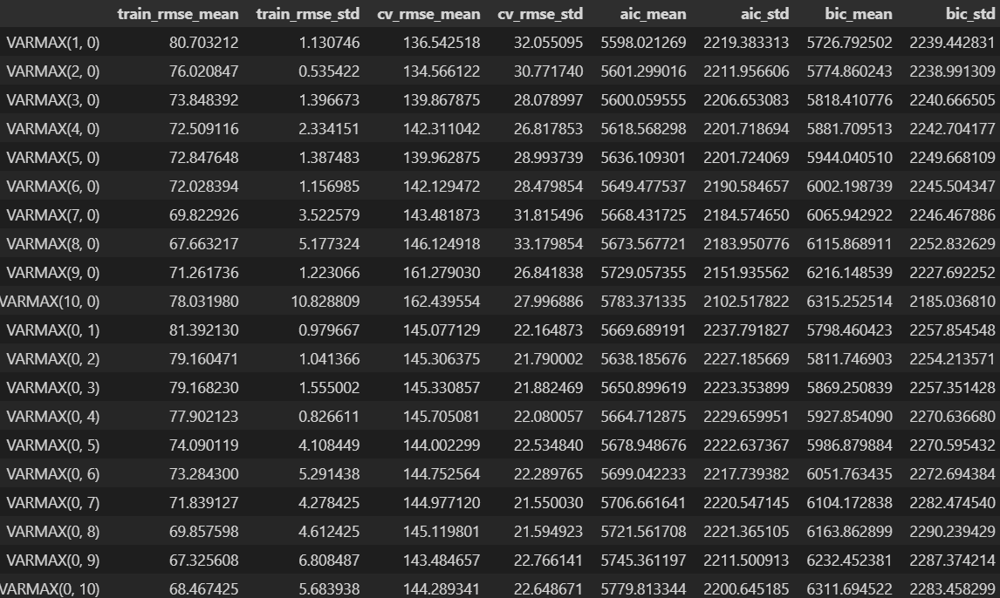 train_rmse_mean train_rmse_std cv_rmse_mean cv_rmse_std aic_mean aic_std bic_mean bic_std
VARMAX(1, 0) 80.703212 1.130746 136.542518 32.055095 5598.021269 2219.383313 5726.792502 2239.442831
VARMAX(2, 0) 76.020847 0.535422 134.566122 30.771740 5601.299016 2211.956606 5774.860243 2238.991309
VARMAX(3, 0) 73.848392 1.396673 139.867875 28.078997 5600.059555 2206.653083 5818.410776 2240.666505
VARMAX(4, 0) 72.509116 2.334151 142.311042 26.817853 5618.568298 2201.718694 5881.709513 2242.704177
VARMAX(5, 0) 72.847648 1.387483 139.962875 28.993739 5636.109301 2201.724069 5944.040510 2249.668109
VARMAX(6, 0) 72.028394 1.156985 142.129472 28.479854 5649.477537 2190.584657 6002.198739 2245.504347
VARMAX(7, 0) 69.822926 3.522579 143.481873 31.815496 5668.431725 2184.574650 6065.942922 2246.467886
VARMAX(8, 0) 67.663217 5.177324 146.124918 33.179854 5673.567721 2183.950776 6115.868911 2252.832629
VARMAX(9, 0) 71.261736 1.223066 161.279030 26.841838 5729.057355 2151.935562 6216.148539 2227.692252
VARMAX(10, 0) 78.031980 10.828809 162.439554 27.996886 5783.371335 2102.517822 6315.252514 2185.036810
VARMAX(0, 1) 81.392130 0.979667 145.077129 22.164873 5669.689191 2237.791827 5798.460423 2257.854548
VARMAX(0, 2) 79.160471 1.041366 145.306375 21.790002 5638.185676 2227.185669 5811.746903 2254.213571
VARMAX(0, 3) 79.168230 1.555002 145.330857 21.882469 5650.899619 2223.353899 5869.250839 2257.351428
VARMAX(0, 4) 77.902123 0.826611 145.705081 22.080057 5664.712875 2229.659951 5927.854090 2270.636680
VARMAX(0, 5) 74.090119 4.108449 144.002299 22.534840 5678.948676 2222.637367 5986.879884 2270.595432
VARMAX(0, 6) 73.284300 5.291438 144.752564 22.289765 5699.042233 2217.739382 6051.763435 2272.694384
VARMAX(0, 7) 71.839127 4.278425 144.977120 21.550030 5706.661641 2220.547145 6104.172838 2282.474540
VARMAX(0, 8) 69.857598 4.612425 145.119801 21.594923 5721.561708 2221.365105 6163.862899 2290.239429
VARMAX(0, 9) 67.325608 6.808487 143.484657 22.766141 5745.361197 2211.500913 6232.452381 2287.374214
VARMAX(0, 10) 68.467425 5.683938 144.289341 22.648671 5779.813344 2200.645185 6311.694522 2283.458299